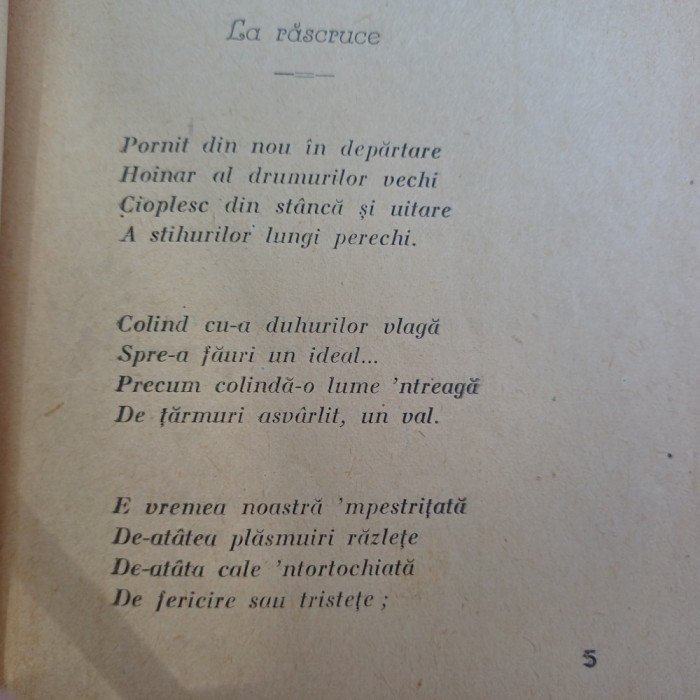 La răscruce
Pornit din nou în depărtare
Hoinar al drumurilor vechi
Cioplesc din stâncă și uitare
A stihurilor lungi perechi.
Colind cu-a duhurilor vlagă
Spre-a făuri un ideal...
Precum colindă-o lume 'ntreagă
De țărmuri asvârlit, un val.
E vremea noastră 'mpestrițată
De-atâtea plăsmuiri răzlețe
De-atâta cale 'ntortochiată
De fericire sau tristețe ;
5